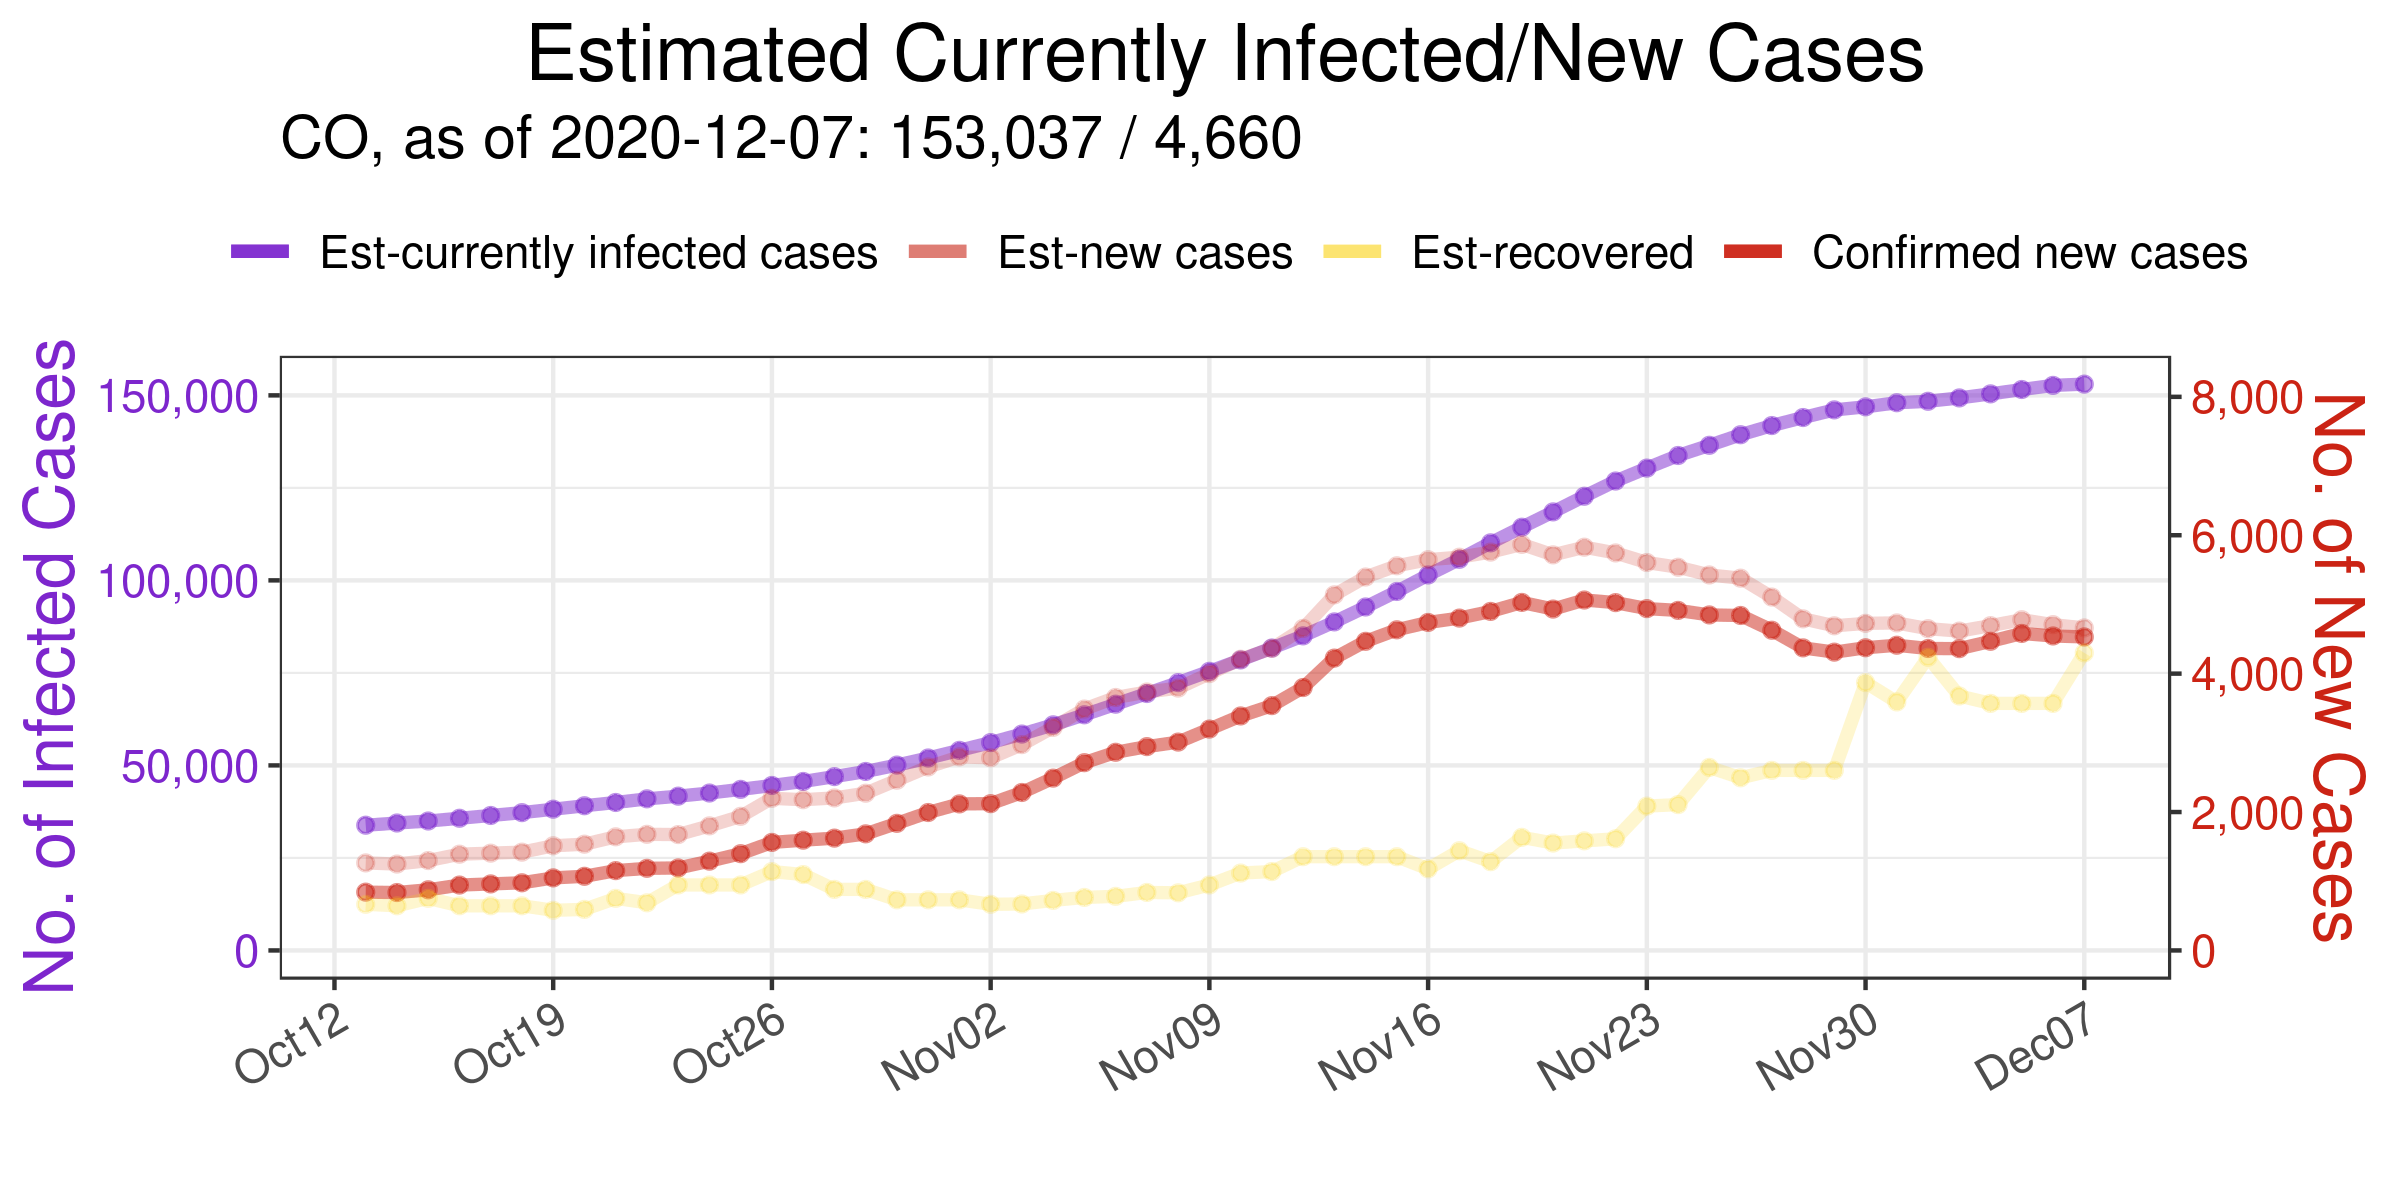 Estimated Currently Infected/New Cases
CO, as of 2020-12-07: 153,037 / 4,660
Est-currently infected cases Est-new cases Est-recovered Confirmed new cases
No. of Infected Cases
150,000
100,000
50,000
0
8,000
6,000
4,000
2,000
0
No. of New Cases
Oct12 Oct19 Oct26 Nov02 Nov09 Nov16 Nov23 Nov30 Dec07